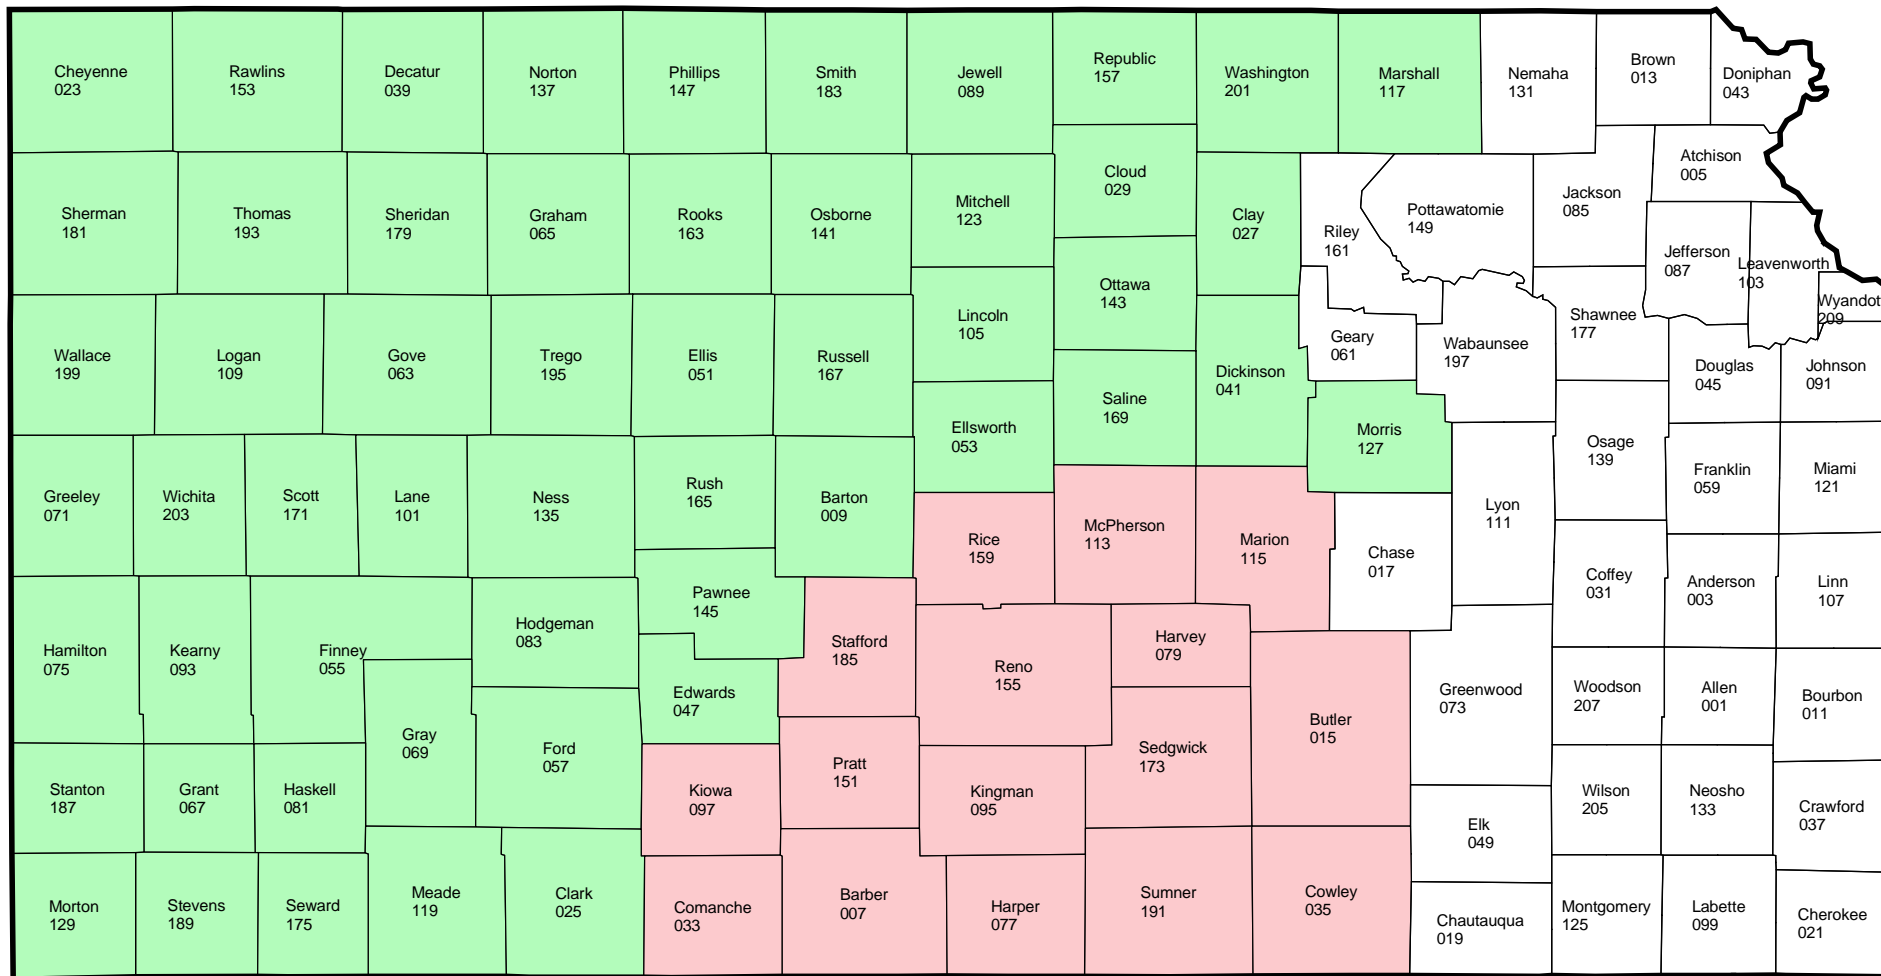 Cheyenne
023
Rawlins
153
Decatur
039
Norton
137
Phillips
147
Smith
183
Jewell
089
Republic
157
Washington
201
Marshall
117
Nemaha
131
Brown
013
Doniphan
043
Sherman
181
Thomas
193
Sheridan
179
Graham
065
Rooks
163
Osborne
141
Mitchell
123
Cloud
029
Clay
027
Riley
161
Pottawatomie
149
Jackson
085
Atchison
005
Jefferson
087
Leavenworth
103
Wyandot
209
Wallace
199
Logan
109
Gove
063
Trego
195
Ellis
051
Russell
167
Lincoln
105
Ottawa
143
Saline
169
Dickinson
041
Geary
061
Wabaunsee
197
Shawnee
177
Douglas
045
Johnson
091
Ellsworth
053
Morris
127
Osage
139
Franklin
059
Miami
121
Greeley
071
Wichita
203
Scott
171
Lane
101
Ness
135
Rush
165
Barton
009
Rice
159
McPherson
113
Marion
115
Chase
017
Lyon
111
Coffey
031
Anderson
003
Linn
107
Hamilton
075
Kearny
093
Finney
055
Hodgeman
083
Pawnee
145
Stafford
185
Reno
155
Harvey
079
Butler
015
Greenwood
073
Woodson
207
Allen
001
Bourbon
011
Gray
069
Ford
057
Edwards
047
Stanton
187
Grant
067
Haskell
081
Kiowa
097
Pratt
151
Kingman
095
Sedgwick
173
Elk
049
Wilson
205
Neosho
133
Crawford
037
Morton
129
Stevens
189
Seward
175
Meade
119
Clark
025
Comanche
033
Barber
007
Harper
077
Sumner
191
Cowley
035
Chautauqua
019
Montgomery
125
Labette
099
Cherokee
021